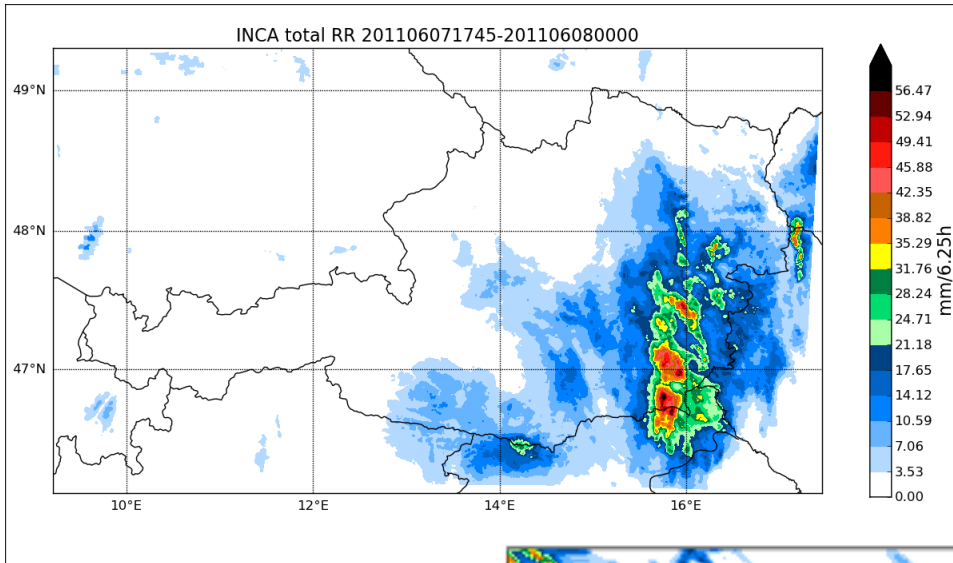 INCA total RR 201106071745-201106080000
49°N
48°N
47°N
10°E
12°E
14°E
16°E
56.47
52.94
49.41
45.88
42.35
38.82
35.29
31.76
28.24
24.71
21.18
17.65
14.12
10.59
7.06
3.53
0.00
mm/6.25h